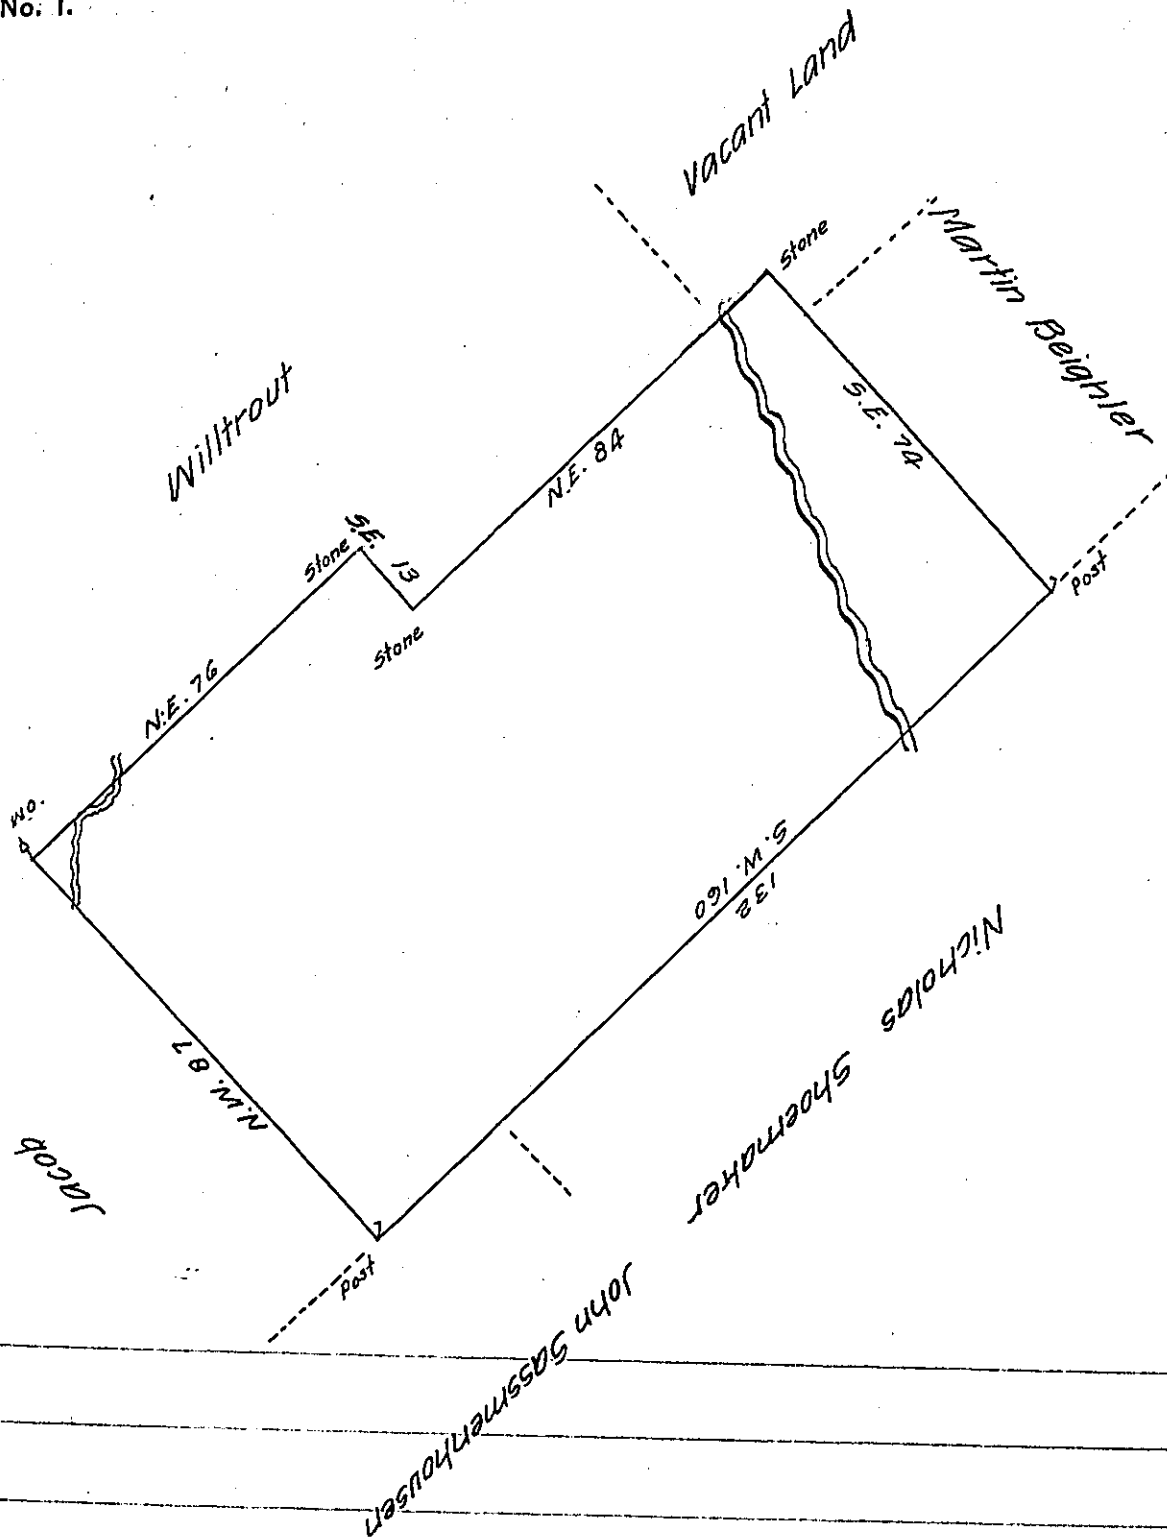 No. 1.
Vacant Land
Stone
Martin Beighler
S.E. 74
Willtrout
N.E. 84
S.E. 13
Stone
Stone
Post
N.E. 76
W.O.
S.W. 160
132
Nicholas Shoemaker
N.W. 87
Jacob
Post
John Sassmenhousen